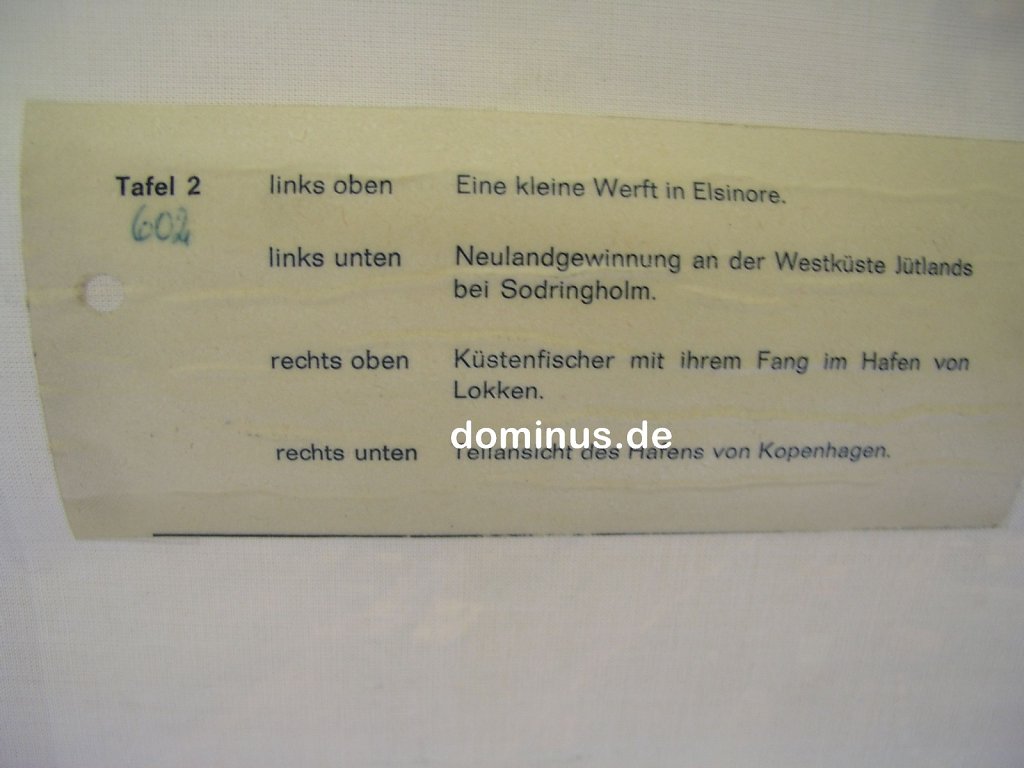 Tafel 2 links oben Eine kleine Werft in Elsinore.
602
links unten Neulandgewinnung an der Westküste Jütlands
bei Sodringholm.
rechts oben Küstenfischer mit ihrem Fang im Hafen von
Lokken.
dominus.de
rechts unten Teilansicht des Hafens von Kopenhagen.